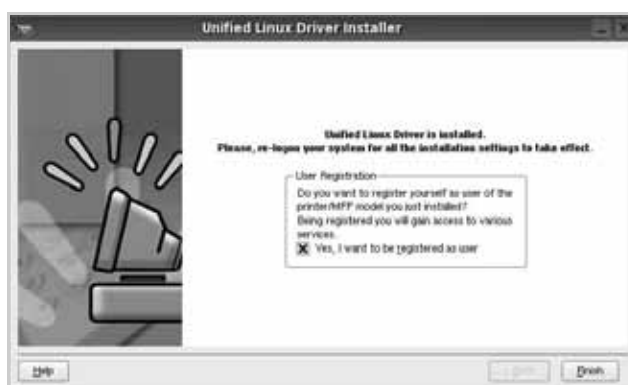 Unified Linux Driver Installer
Unified Linux Driver is installed.
Please, re-logon your system for all the installation settings to take effect.
User Registration
Do you want to register yourself as user of the
printer/MFP model you just installed?
Being registered you will gain access to various
services.
Yes, I want to be registered as user
Help
Finish